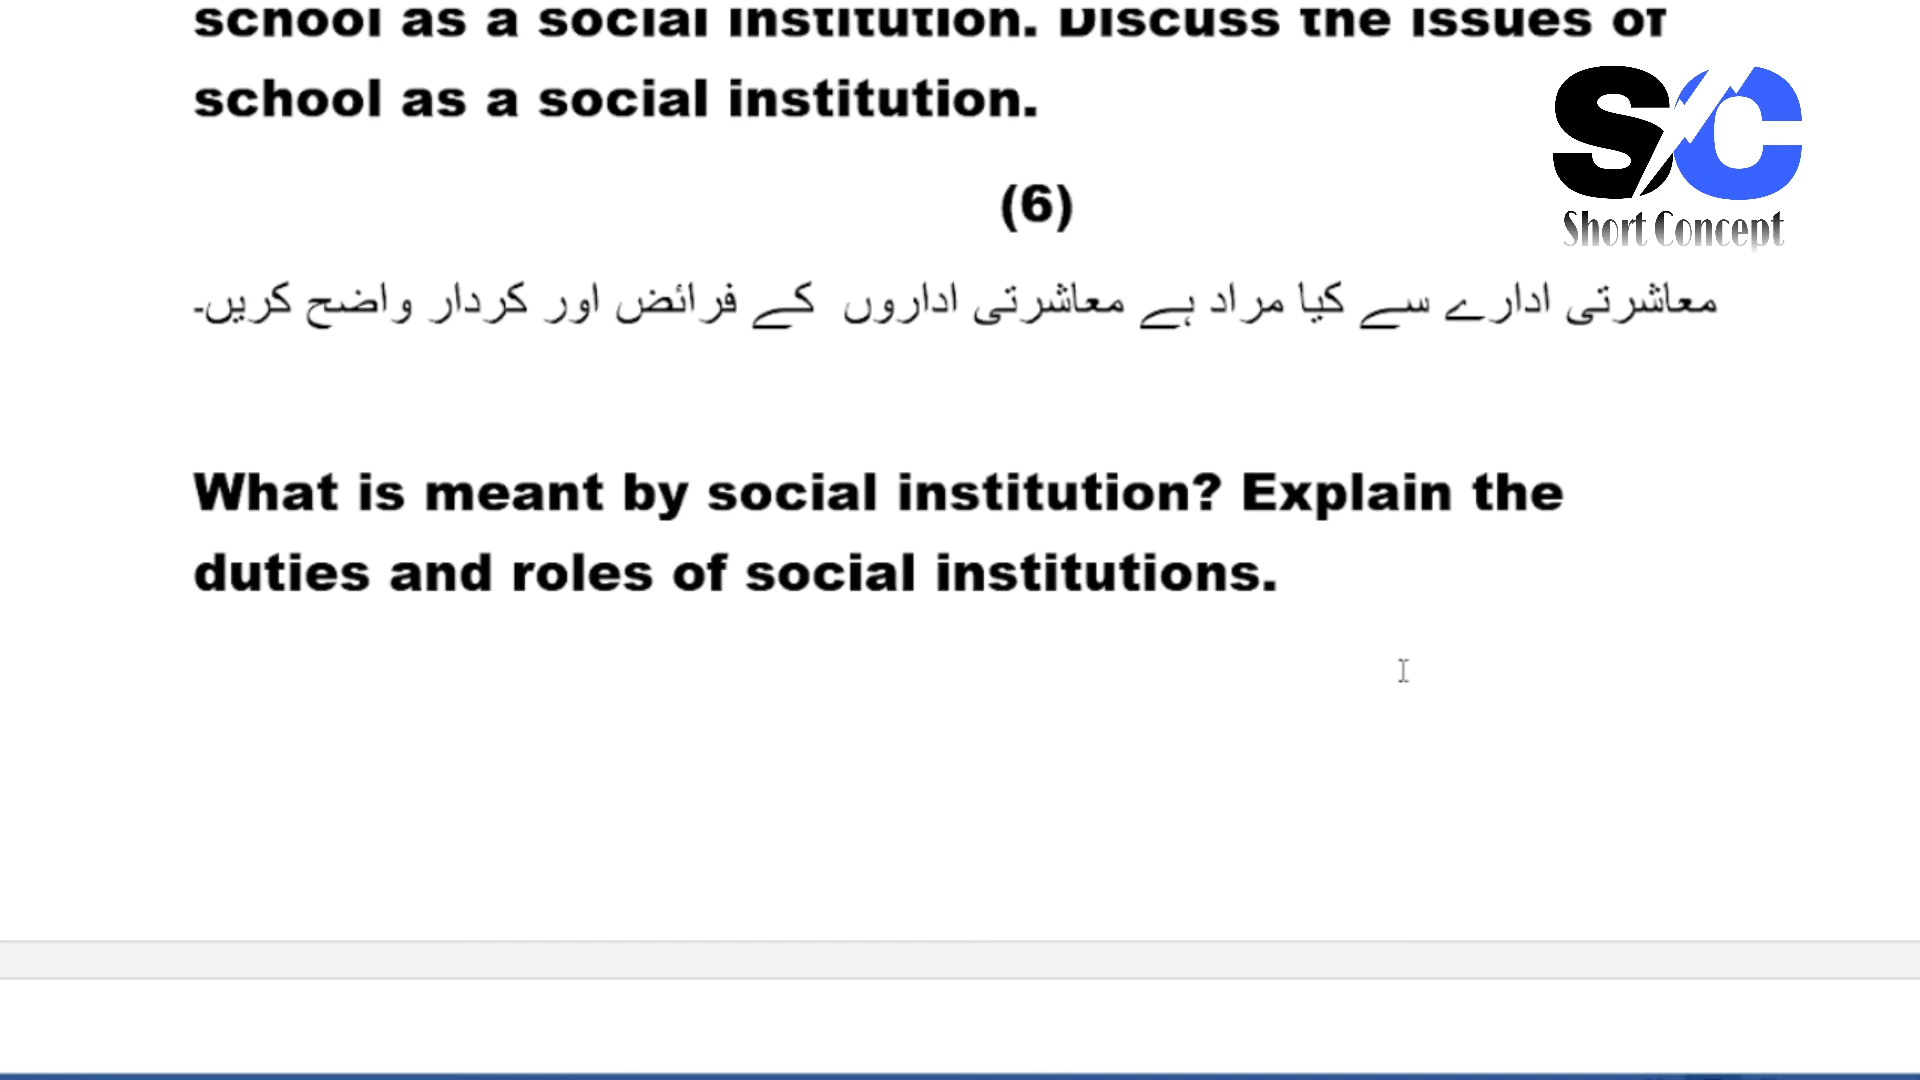 school as a social institution. Discuss the issues of
school as a social institution.
SC
Short Concept
(6)
معاشرتی ادارے سے کیا مراد ہے معاشرتی اداروں کے فرائض اور کردار واضح کریں۔
What is meant by social institution? Explain the
duties and roles of social institutions.